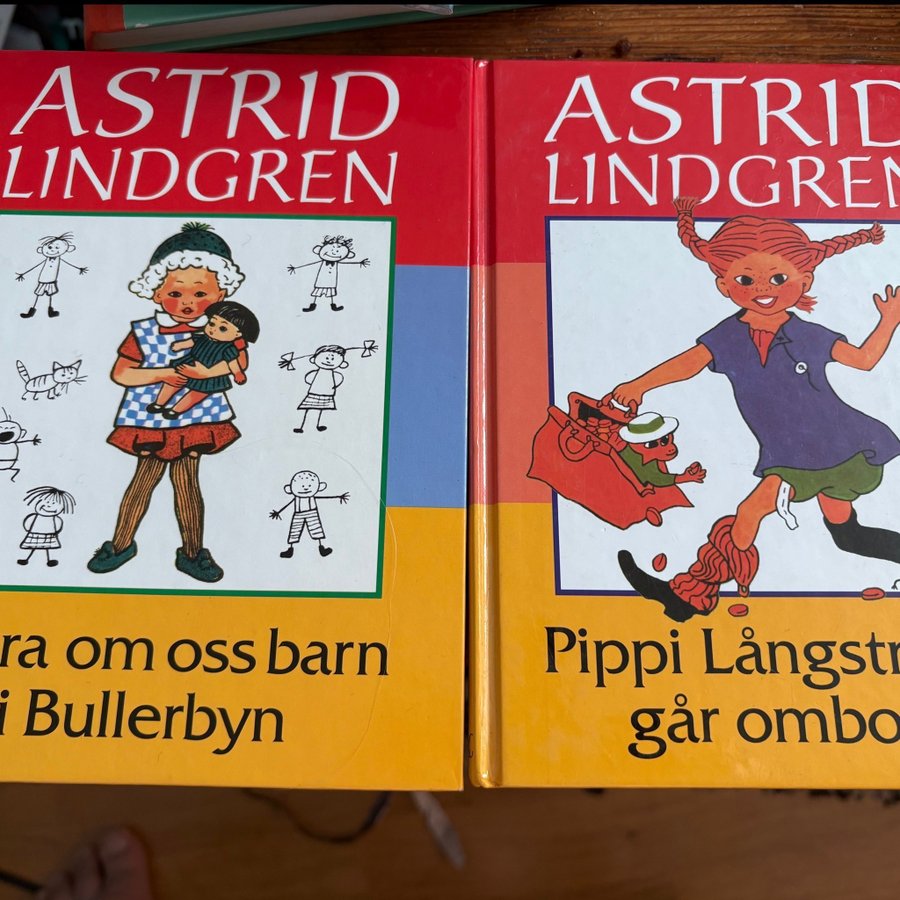 ASTRID
LINDGREN
ra om oss barn
i Bullerbyn
ASTRID
LINDGREN
Pippi Långstr
går ombo